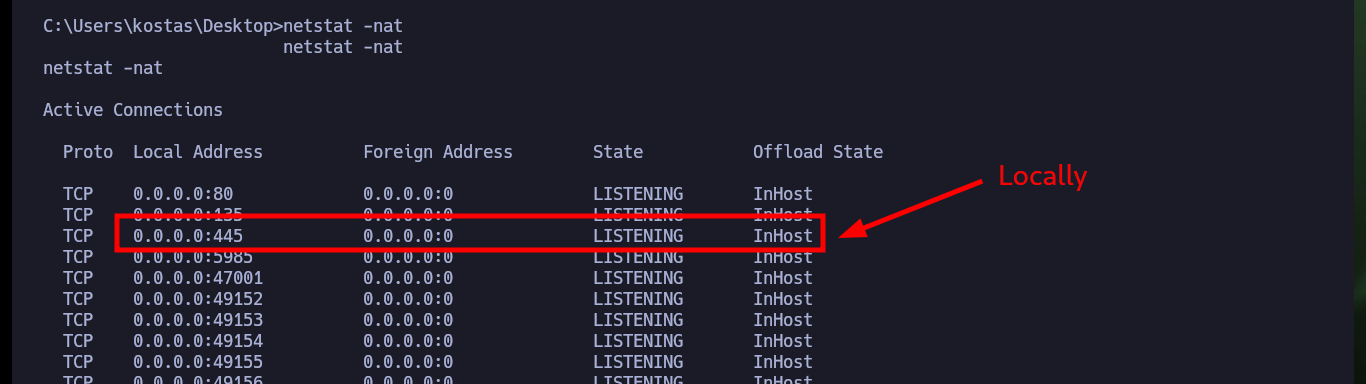 C:\Users\kostas\Desktop>netstat -nat
netstat -nat
netstat -nat
Active Connections
Proto  Local Address          Foreign Address        State           Offload State
Locally
TCP    0.0.0.0:80             0.0.0.0:0              LISTENING       InHost
TCP    0.0.0.0:135            0.0.0.0:0              LISTENING       InHost
TCP    0.0.0.0:445            0.0.0.0:0              LISTENING       InHost
TCP    0.0.0.0:5985           0.0.0.0:0              LISTENING       InHost
TCP    0.0.0.0:47001          0.0.0.0:0              LISTENING       InHost
TCP    0.0.0.0:49152          0.0.0.0:0              LISTENING       InHost
TCP    0.0.0.0:49153          0.0.0.0:0              LISTENING       InHost
TCP    0.0.0.0:49154          0.0.0.0:0              LISTENING       InHost
TCP    0.0.0.0:49155          0.0.0.0:0              LISTENING       InHost
TCP    0.0.0.0:49156          0.0.0.0:0              LISTENING       InHost